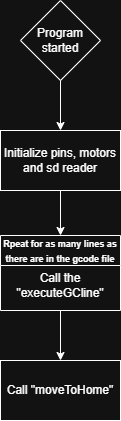 Program
started
Initialize pins, motors
and sd reader
Rpeat for as many lines as
there are in the gcode file
Call the
"executeGCline"
Call "moveToHome"